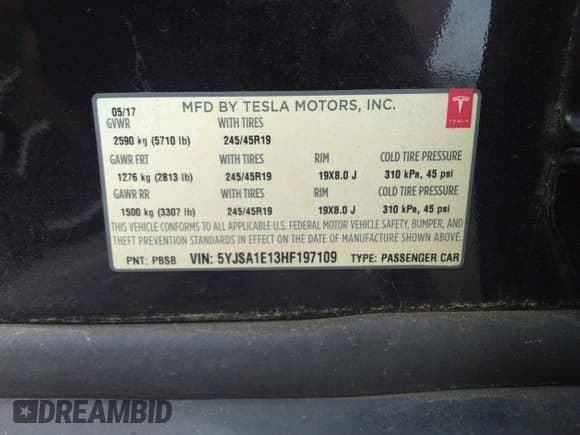 05/17 MFD BY TESLA MOTORS, INC.
GVWR WITH TIRES
2590 kg (5710 lb) 245/45R19
TESLA
GAWR FRT WITH TIRES RIM COLD TIRE PRESSURE
1276 kg (2813 lb) 245/45R19 19X8.0 J 310 kPa, 45 psi
GAWR RR WITH TIRES RIM COLD TIRE PRESSURE
1500 kg (3307 lb) 245/45R19 19X8.0 J 310 kPa, 45 psi
THIS VEHICLE CONFORMS TO ALL APPLICABLE U.S. FEDERAL MOTOR VEHICLE SAFETY, BUMPER, AND
THEFT PREVENTION STANDARDS IN EFFECT ON THE DATE OF MANUFACTURE SHOWN ABOVE.
PNT: PBSB VIN: 5YJSA1E13HF197109 TYPE: PASSENGER CAR
DREAMBID